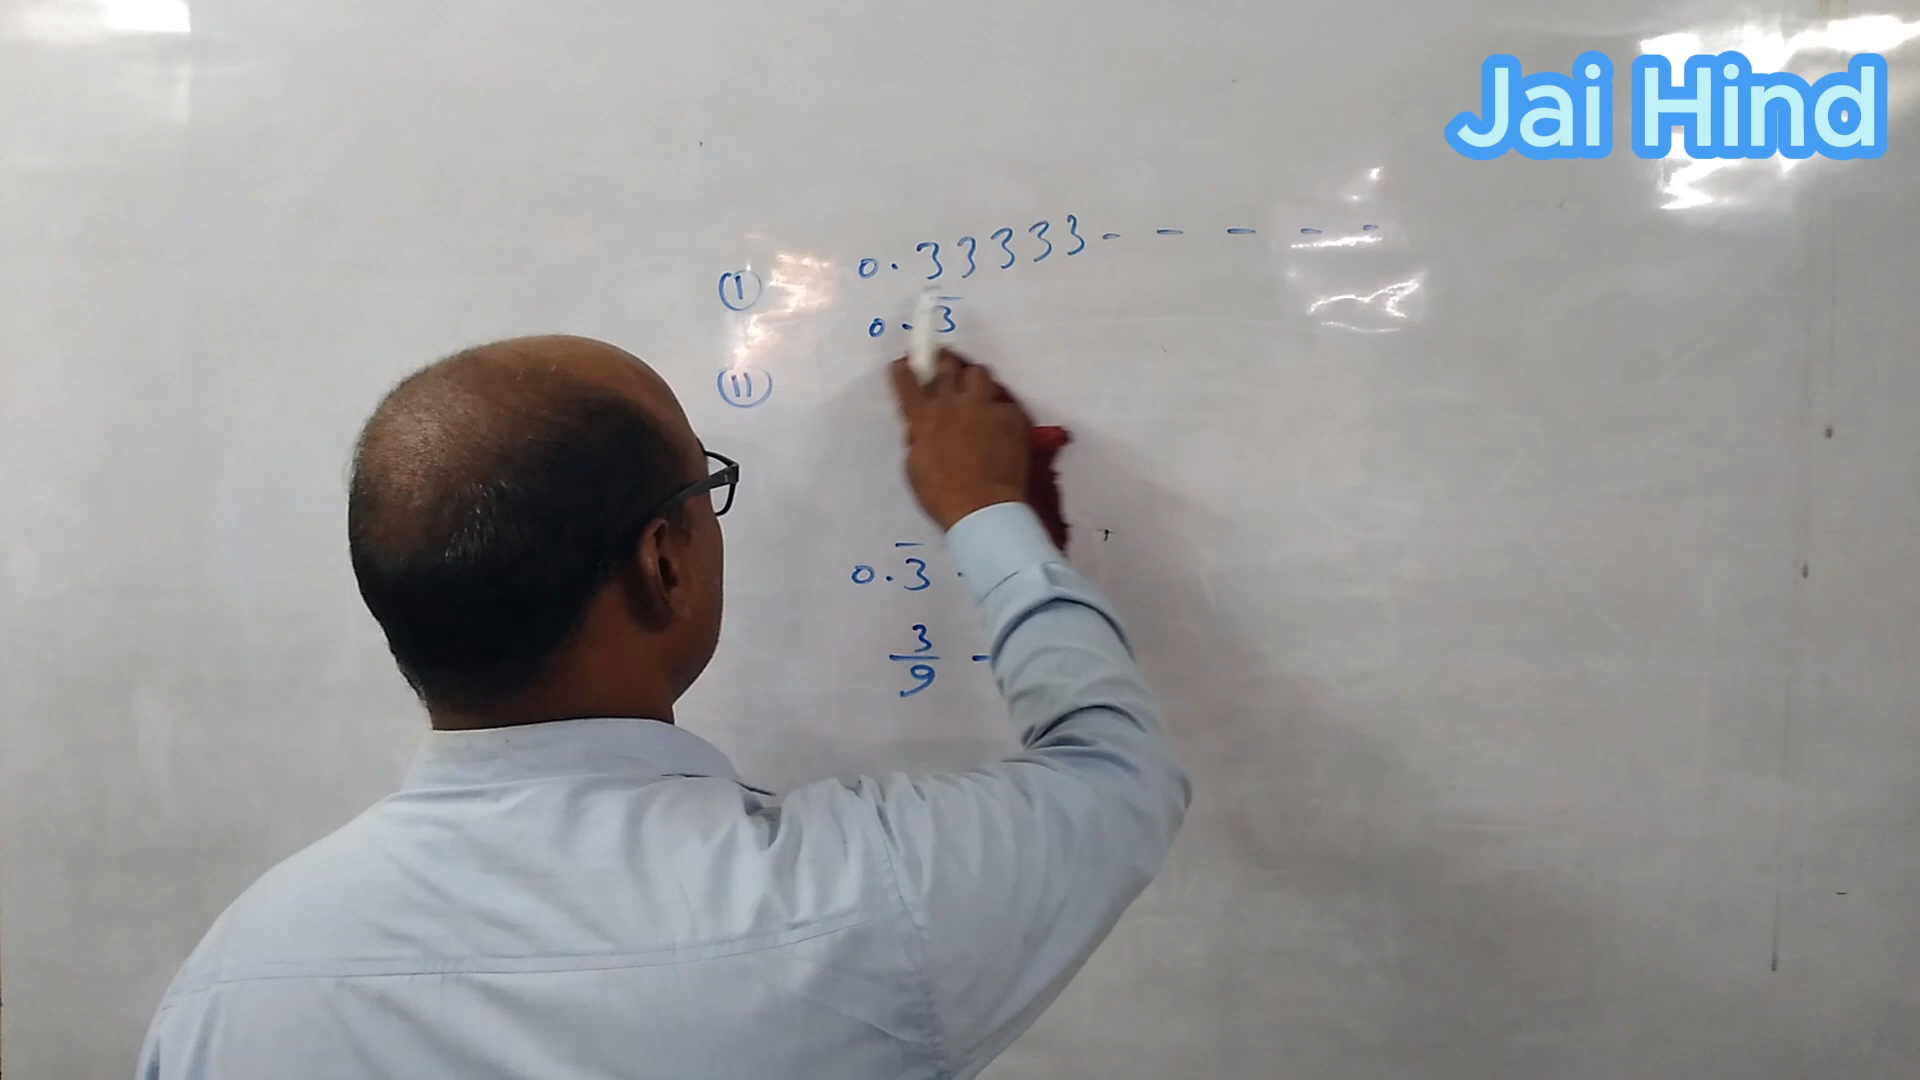 Jai Hind
(I) 0.33333- - - - -
0.3̅
(II)
0.3̅
3/9 -